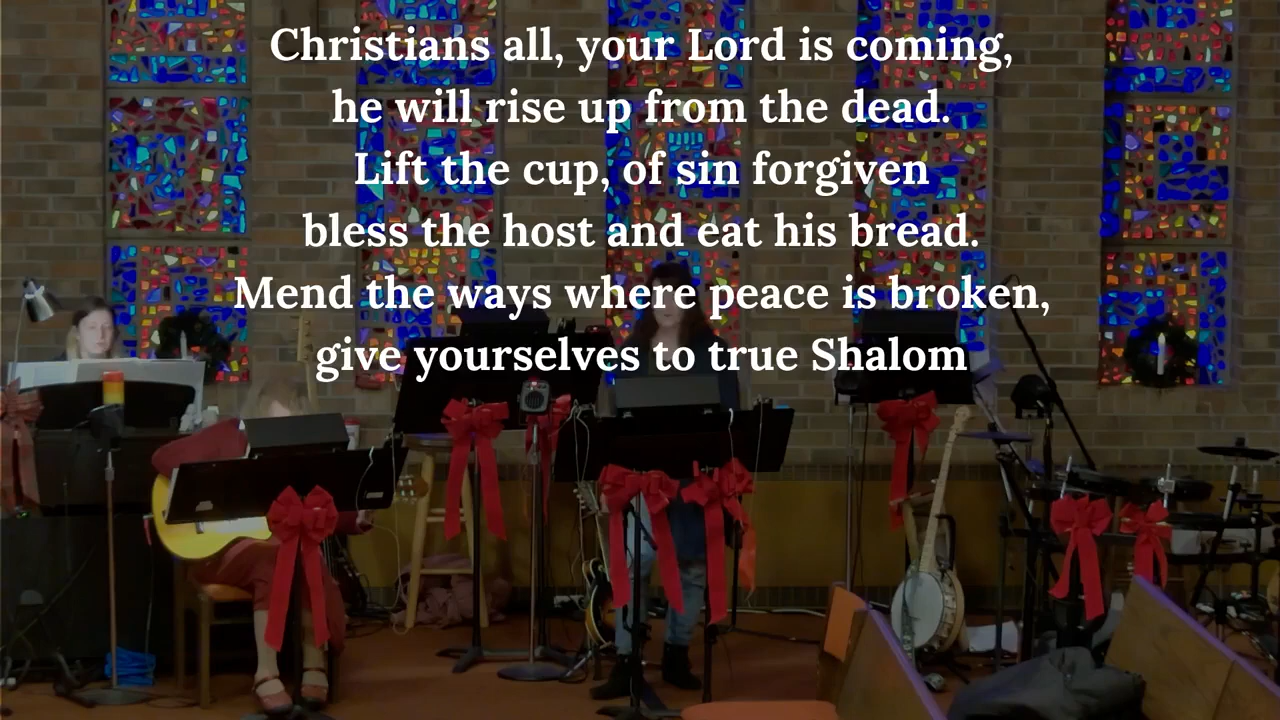 Christians all, your Lord is coming,
he will rise up from the dead.
Lift the cup, of sin forgiven
bless the host and eat his bread.
Mend the ways where peace is broken,
give yourselves to true Shalom